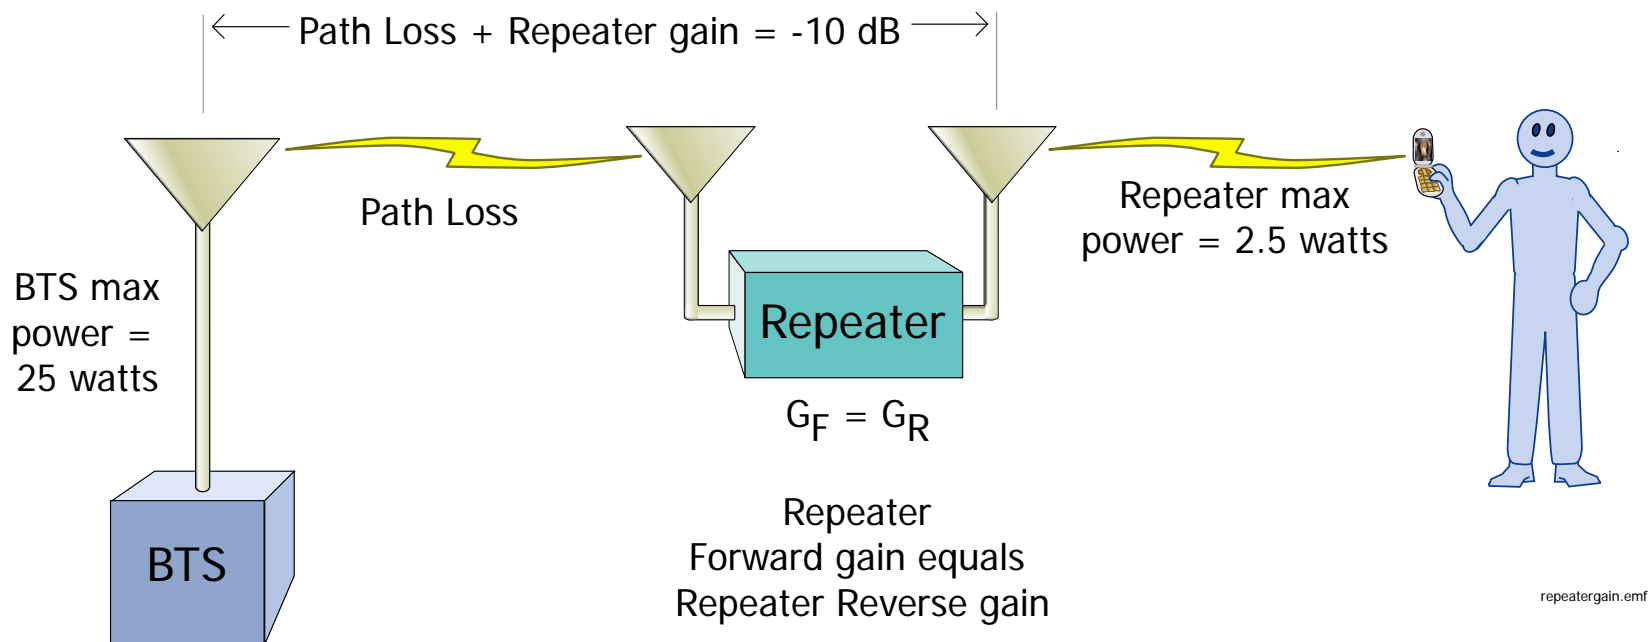 Path Loss + Repeater gain = -10 dB
Path Loss
Repeater max
power = 2.5 watts
BTS max
power =
25 watts
Repeater
GF = GR
Repeater
Forward gain equals
Repeater Reverse gain
BTS
repeatergain.emf